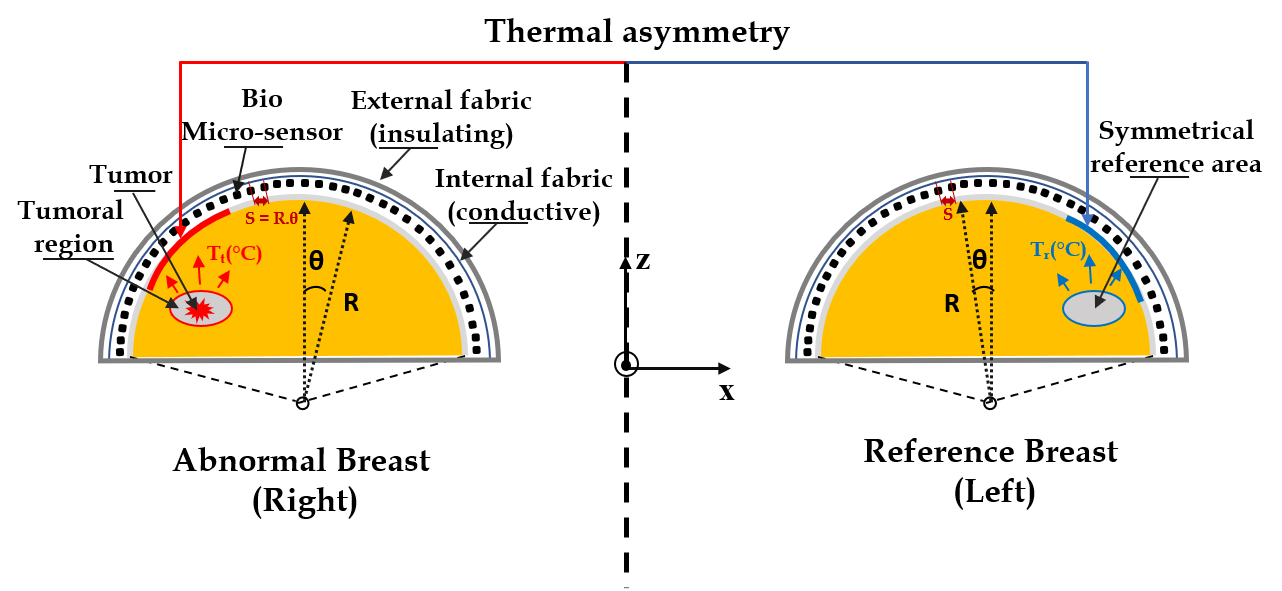 Thermal asymmetry
Bio
Micro-sensor
External fabric
(insulating)
Internal fabric
(conductive)
Tumor
Tumoral
region
S = R.θ
Tₜ(°C)
θ
R
z
x
Symmetrical
reference area
S
θ
R
Tᵣ(°C)
Abnormal Breast
(Right)
Reference Breast
(Left)